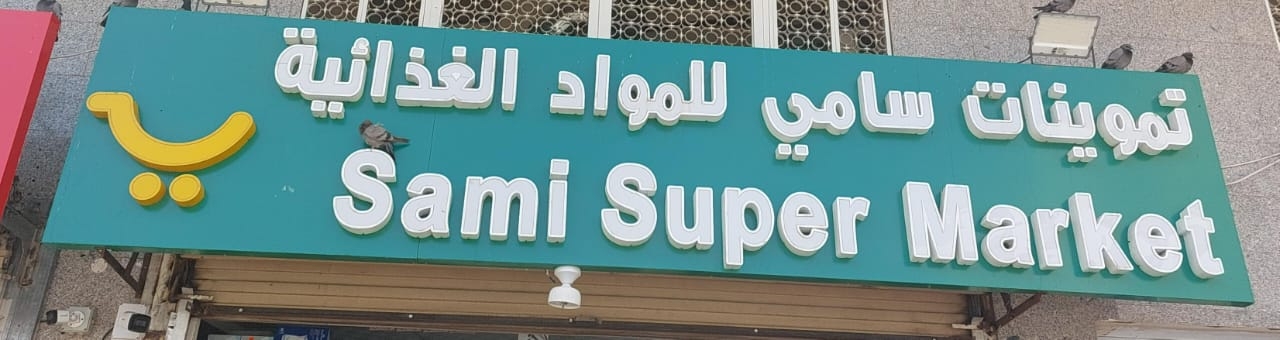 تموينات سامي للمواد الغذائية
Sami Super Market